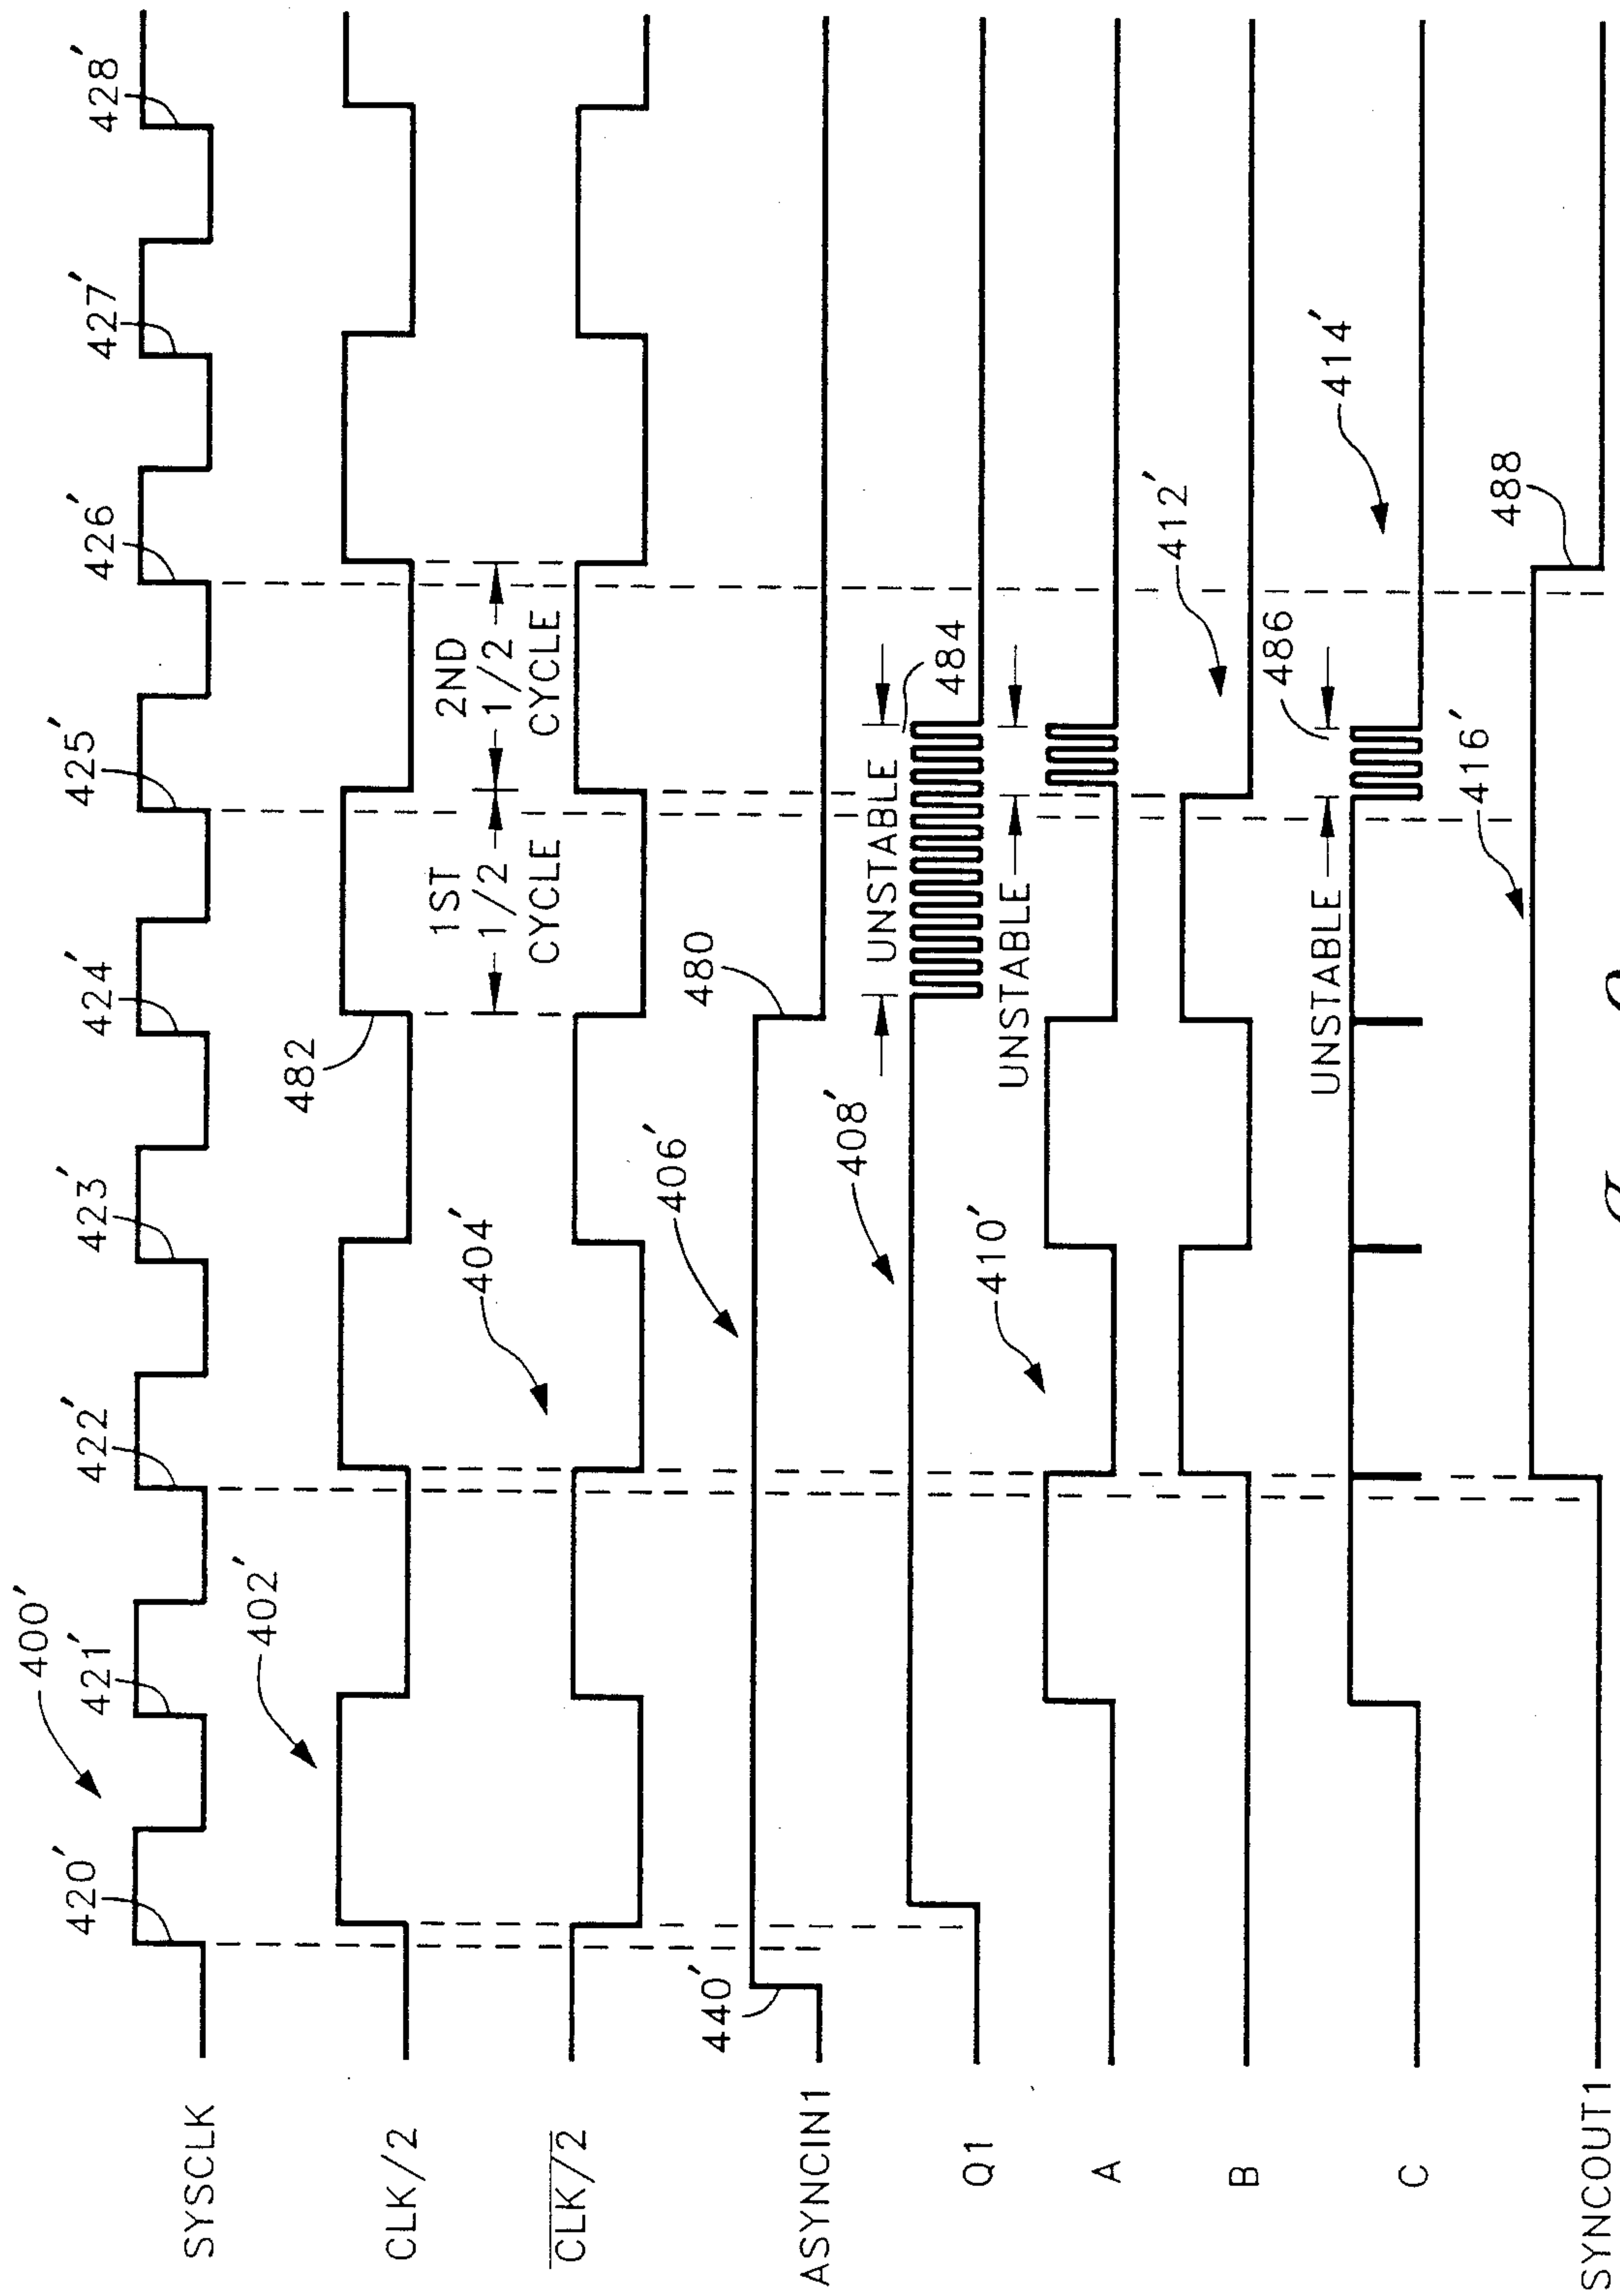 400'
420'
421'
422'
423'
424'
425'
426'
427'
428'
SYSCLK
402'
482
CLK/2
1ST
1/2
CYCLE
2ND
1/2
CYCLE
404'
CLK/2
440'
406'
480
ASYNCIN1
408'
UNSTABLE
484
Q1
410'
UNSTABLE
A
412'
B
UNSTABLE
486
414'
C
416'
488
SYNCOUT1